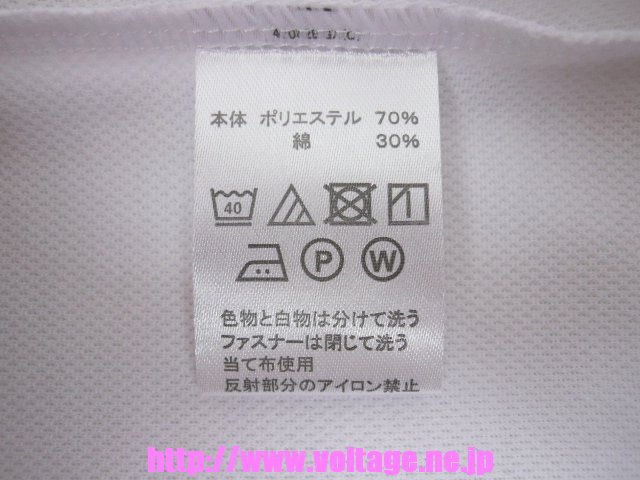 本体 ポリエステル 70%
綿 30%
40
P W
色物と白物は分けて洗う
ファスナーは閉じて洗う
当て布使用
反射部分のアイロン禁止
http://www.voltage.ne.jp